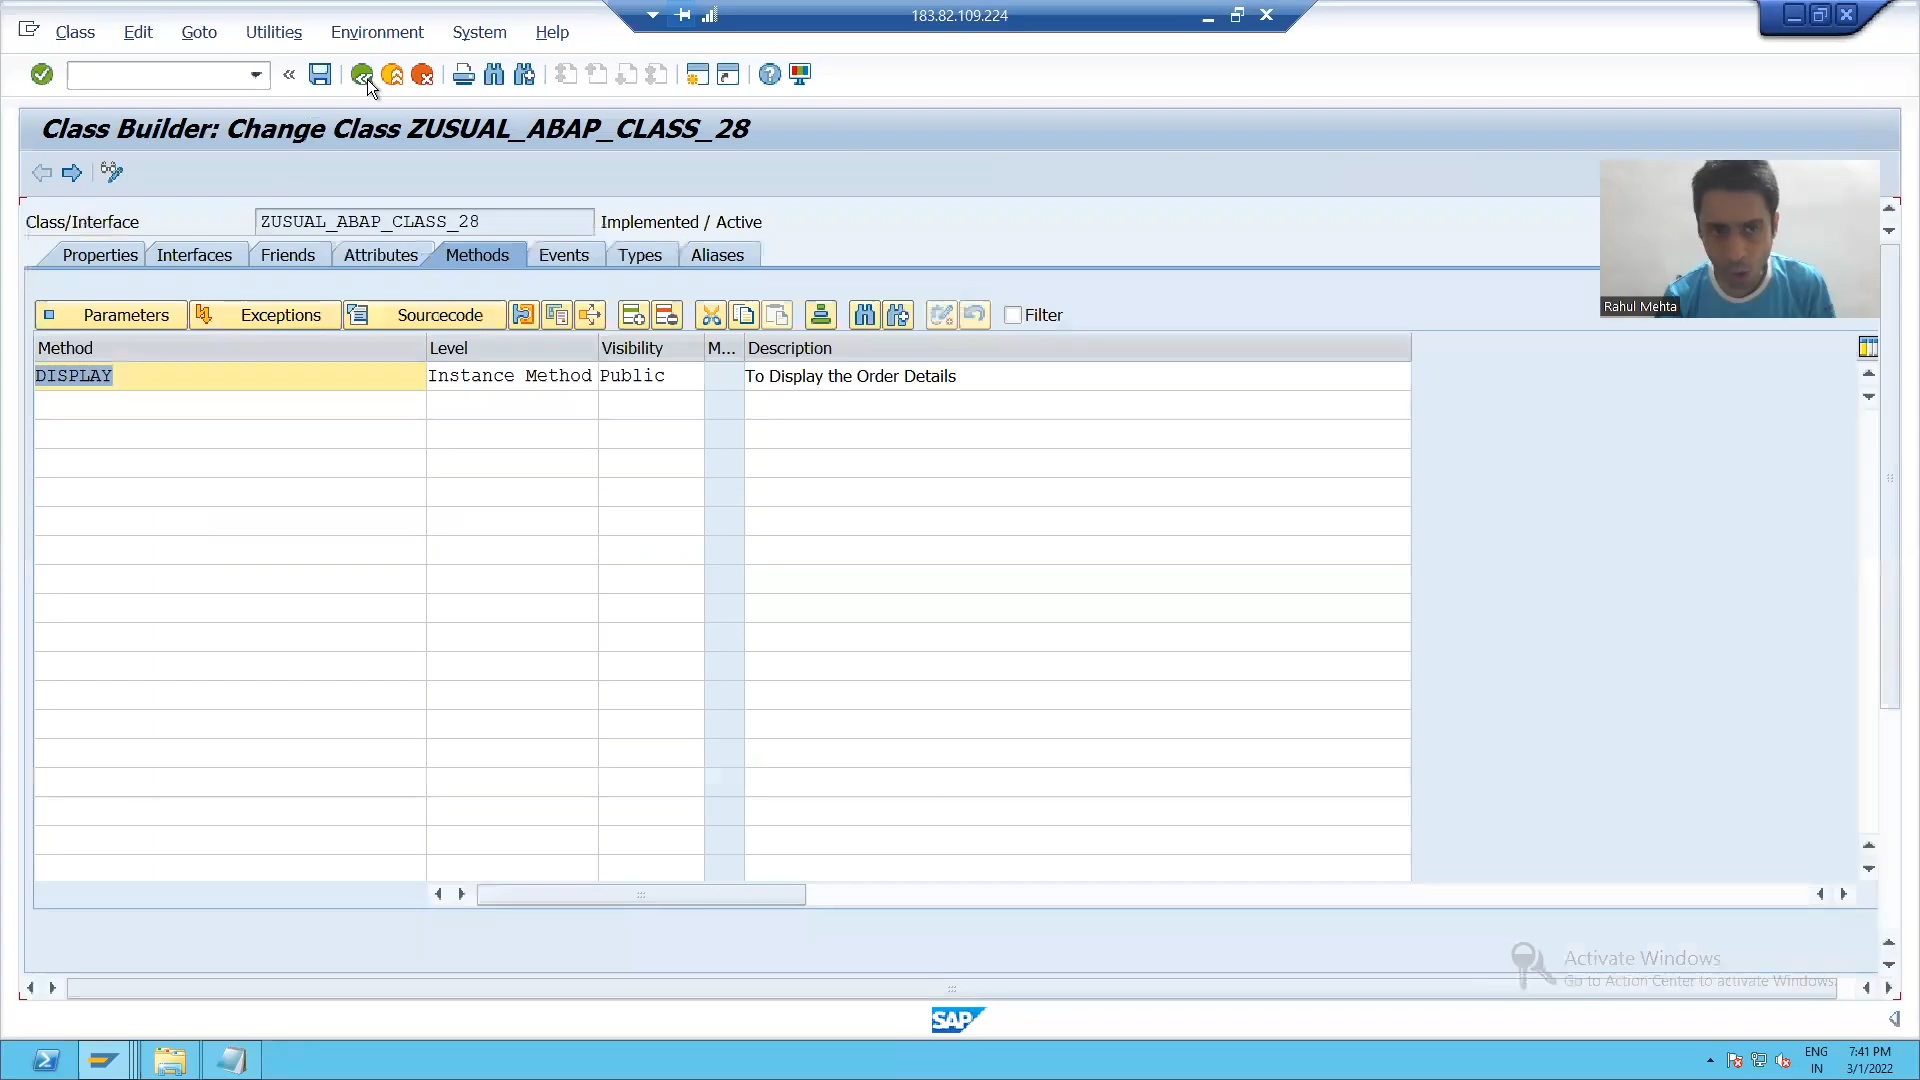 183.82.109.224
Class Edit Goto Utilities Environment System Help
Class Builder: Change Class ZUSUAL_ABAP_CLASS_28
Class/Interface ZUSUAL_ABAP_CLASS_28 Implemented / Active
Properties Interfaces Friends Attributes Methods Events Types Aliases
Rahul Mehta
Parameters Exceptions Sourcecode Filter
Method Level Visibility M... Description
DISPLAY Instance Method Public To Display the Order Details
Activate Windows
Go to Action Center to activate Windows.
SAP
ENG 7:41 PM
IN 3/1/2022